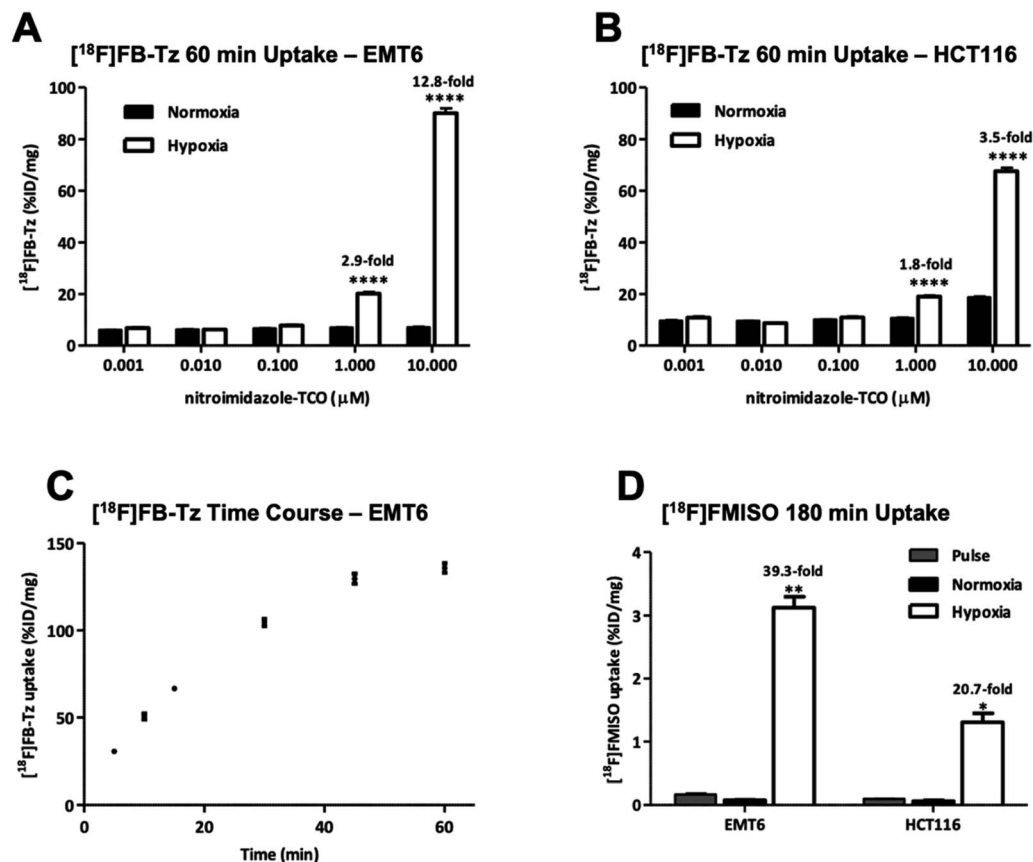 A
[¹⁸F]FB-Tz 60 min Uptake – EMT6
[¹⁸F]FB-Tz (%ID/mg)
100
80
60
40
20
0
Normoxia
Hypoxia
2.9-fold
****
12.8-fold
****
0.001 0.010 0.100 1.000 10.000
nitroimidazole-TCO (μM)
B
[¹⁸F]FB-Tz 60 min Uptake – HCT116
[¹⁸F]FB-Tz (%ID/mg)
100
80
60
40
20
0
Normoxia
Hypoxia
1.8-fold
****
3.5-fold
****
0.001 0.010 0.100 1.000 10.000
nitroimidazole-TCO (μM)
C
[¹⁸F]FB-Tz Time Course – EMT6
[¹⁸F]FB-Tz uptake (%ID/mg)
150
100
50
0
0 20 40 60
Time (min)
D
[¹⁸F]FMISO 180 min Uptake
[¹⁸F]FMISO uptake (%ID/mg)
4
3
2
1
0
Pulse
Normoxia
Hypoxia
39.3-fold
**
20.7-fold
*
EMT6 HCT116